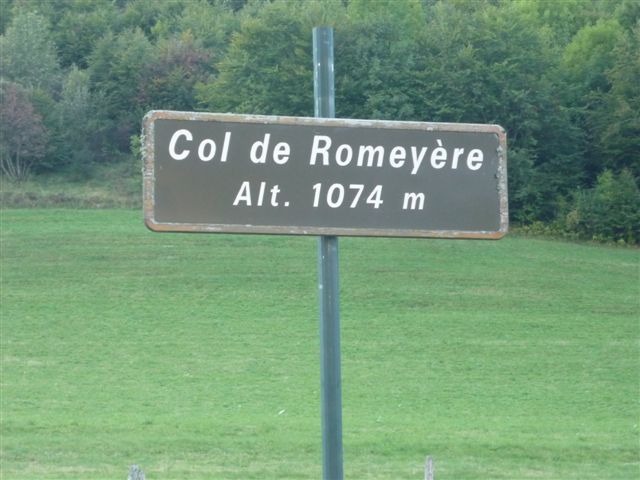 Col de Romeyère
Alt. 1074 m